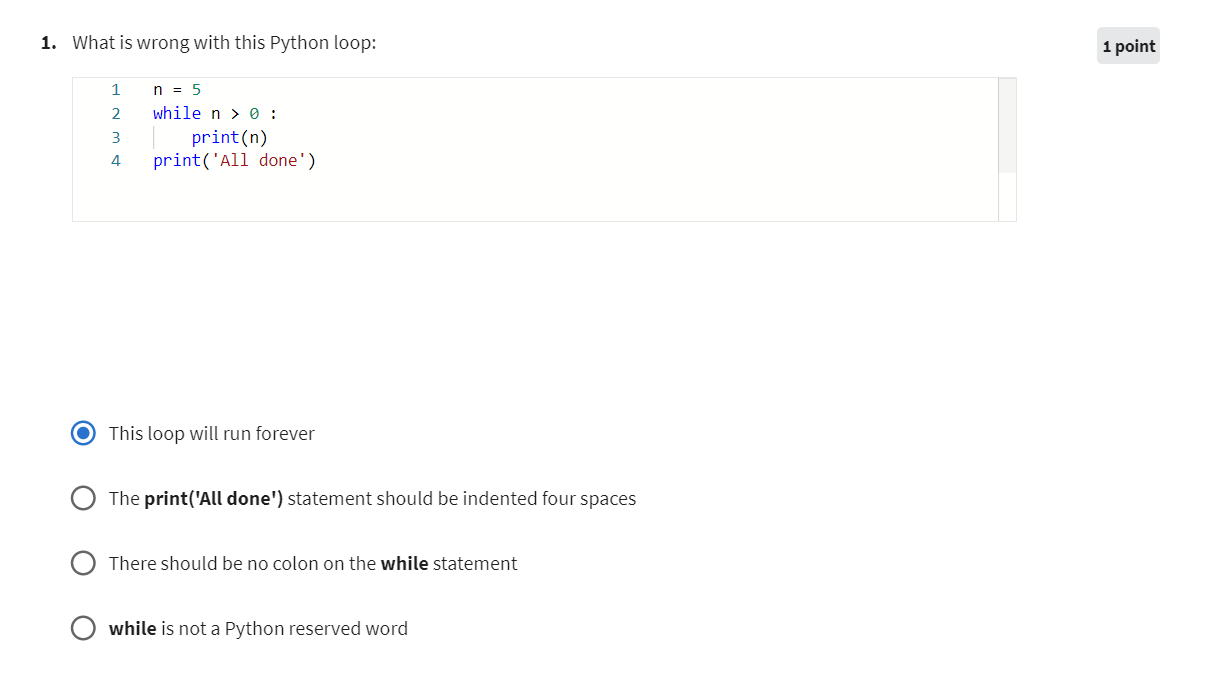 1. What is wrong with this Python loop:
1 point
1 n = 5
2 while n > 0 :
3     print(n)
4 print('All done')
This loop will run forever
The print('All done') statement should be indented four spaces
There should be no colon on the while statement
while is not a Python reserved word